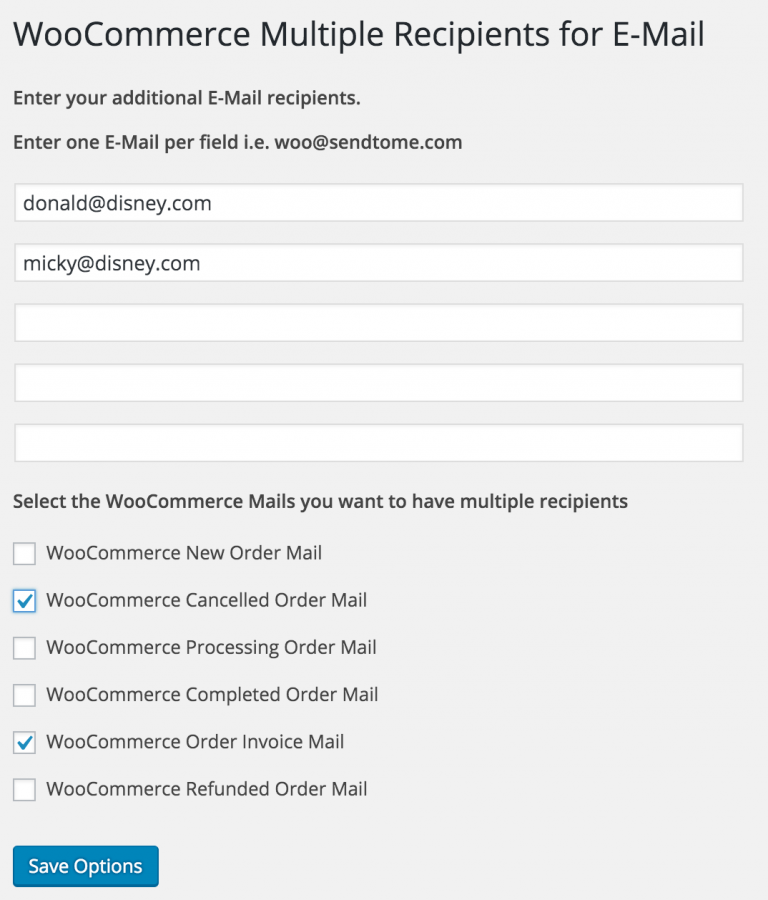 WooCommerce Multiple Recipients for E-Mail
Enter your additional E-Mail recipients.
Enter one E-Mail per field i.e. woo@sendtome.com
donald@disney.com
micky@disney.com
Select the WooCommerce Mails you want to have multiple recipients
WooCommerce New Order Mail
WooCommerce Cancelled Order Mail
WooCommerce Processing Order Mail
WooCommerce Completed Order Mail
WooCommerce Order Invoice Mail
WooCommerce Refunded Order Mail
Save Options